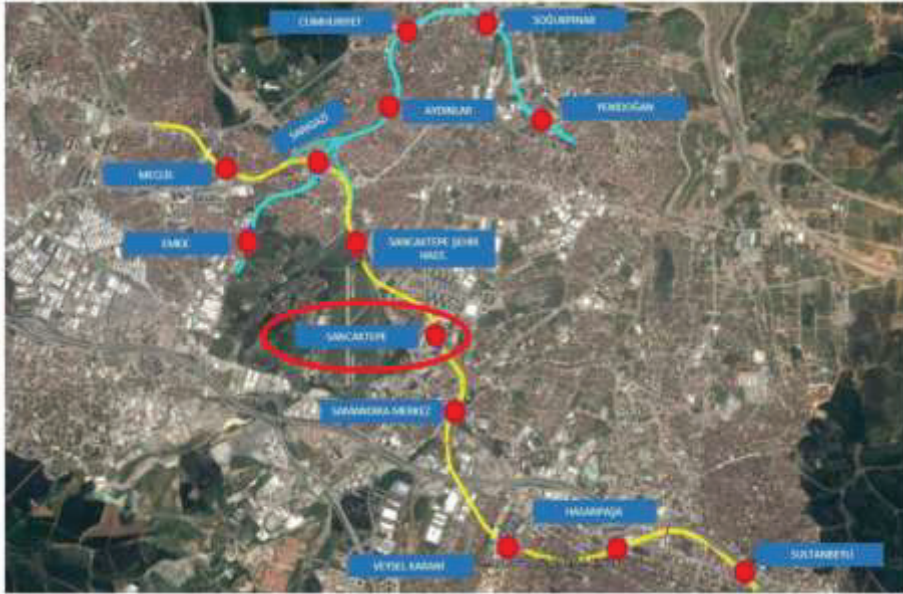 CUMHURİYET
SOĞUKPINAR
AYDINLAR
YENİDOĞAN
SARIGAZİ
MECLİS
EMEK
SANCAKTEPE ŞEHİR
HAST.
SANCAKTEPE
SAMANDIRA MERKEZ
HASANPAŞA
VEYSEL KARANİ
SULTANBEYLİ